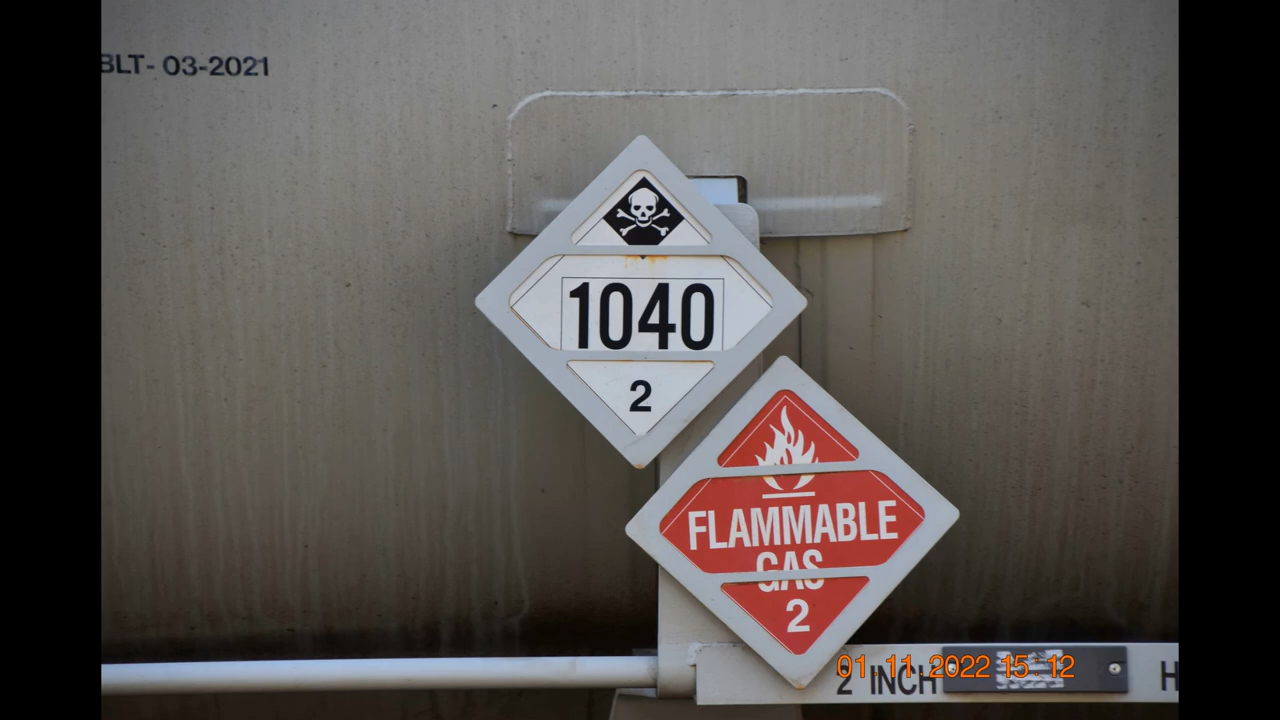 BLT- 03-2021
1040
2
FLAMMABLE
GAS
2
01.11.2022 15:12
2 INCH
H